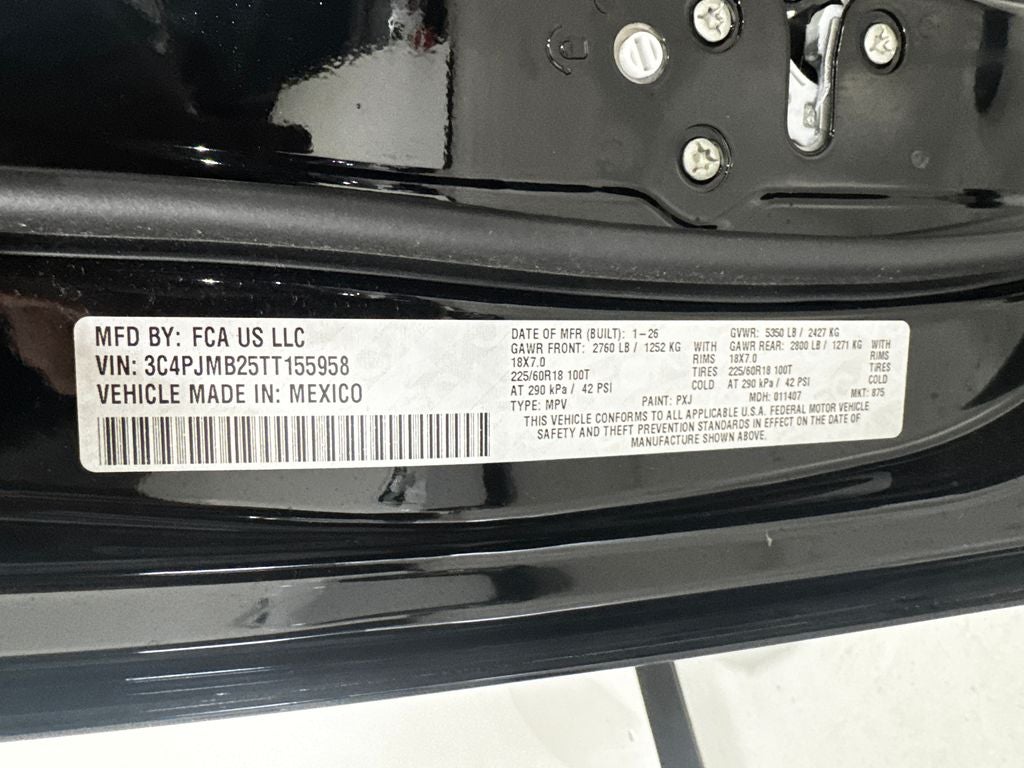 MFD BY: FCA US LLC
VIN: 3C4PJMB25TT155958
VEHICLE MADE IN: MEXICO
DATE OF MFR (BUILT): 1-26
GAWR FRONT: 2760 LB / 1252 KG WITH
18X7.0 RIMS
225/60R18 100T TIRES
AT 290 kPa / 42 PSI COLD
TYPE: MPV
GVWR: 5350 LB / 2427 KG
GAWR REAR: 2800 LB / 1271 KG WITH
18X7.0 RIMS
225/60R18 100T TIRES
AT 290 kPa / 42 PSI COLD
PAINT: PXJ MDH: 011407 MKT: 875
THIS VEHICLE CONFORMS TO ALL APPLICABLE U.S.A. FEDERAL MOTOR VEHICLE
SAFETY AND THEFT PREVENTION STANDARDS IN EFFECT ON THE DATE OF
MANUFACTURE SHOWN ABOVE.